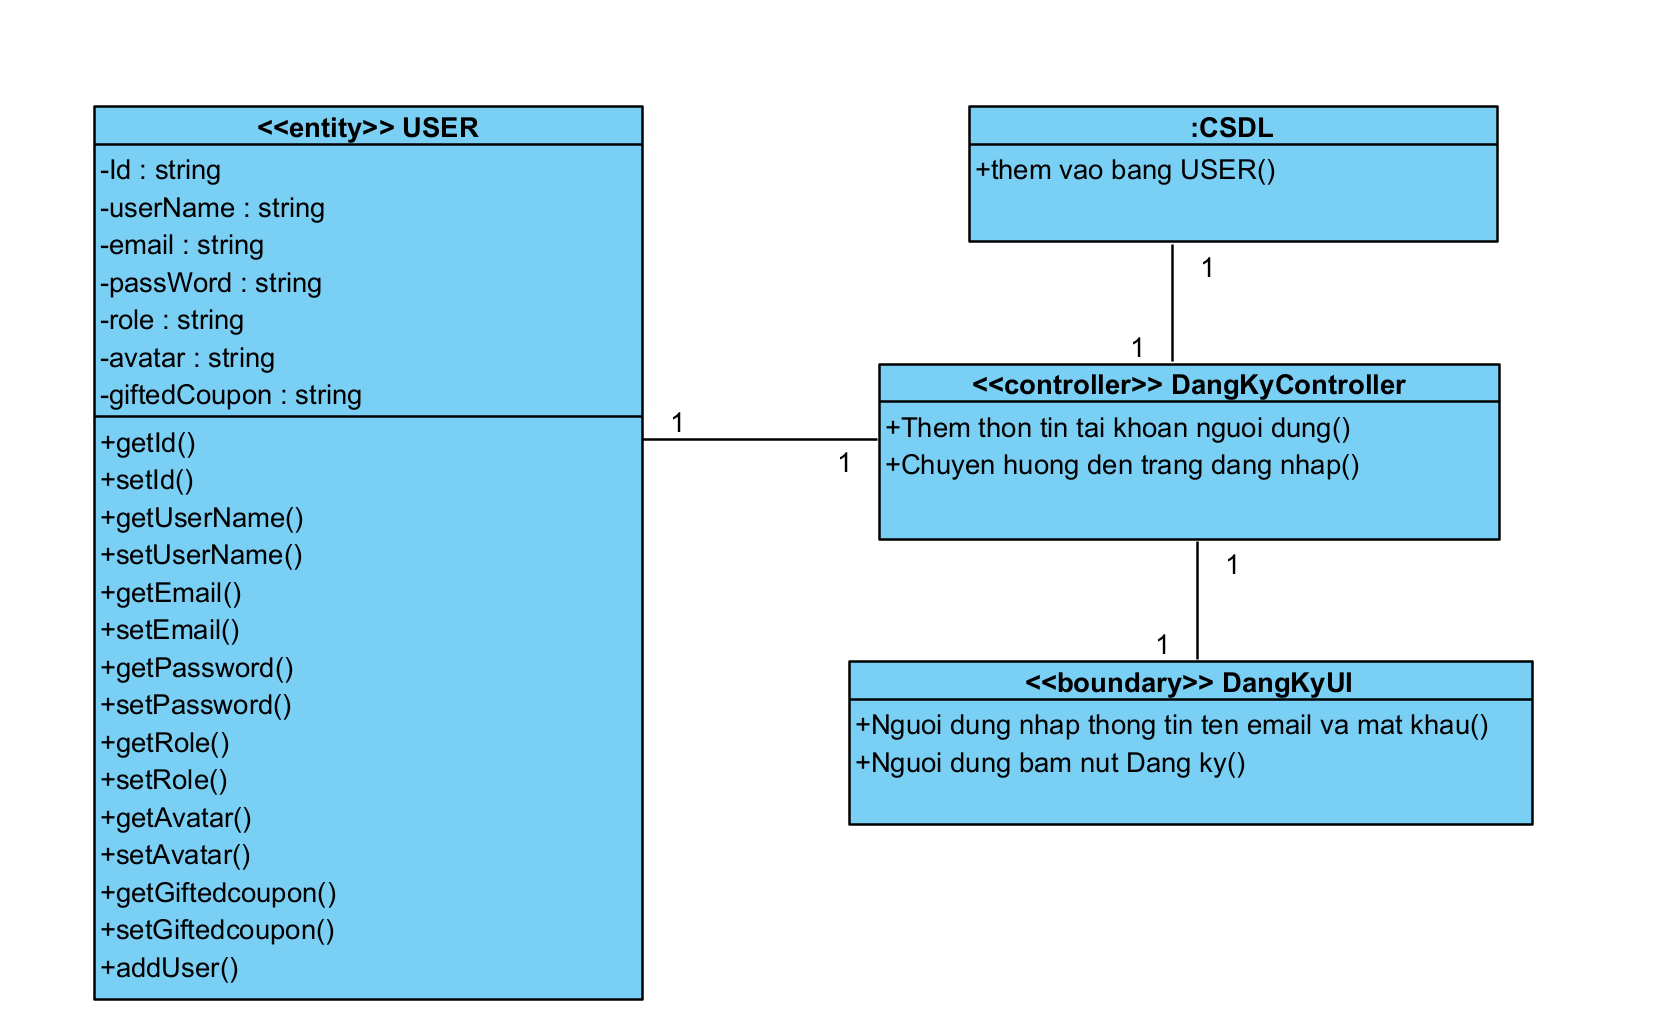 <<entity>> USER
-Id : string
-userName : string
-email : string
-passWord : string
-role : string
-avatar : string
-giftedCoupon : string
+getId()
+setId()
+getUserName()
+setUserName()
+getEmail()
+setEmail()
+getPassword()
+setPassword()
+getRole()
+setRole()
+getAvatar()
+setAvatar()
+getGiftedcoupon()
+setGiftedcoupon()
+addUser()
1
1
:CSDL
+them vao bang USER()
1
1
<<controller>> DangKyController
+Them thon tin tai khoan nguoi dung()
+Chuyen huong den trang dang nhap()
1
1
<<boundary>> DangKyUI
+Nguoi dung nhap thong tin ten email va mat khau()
+Nguoi dung bam nut Dang ky()